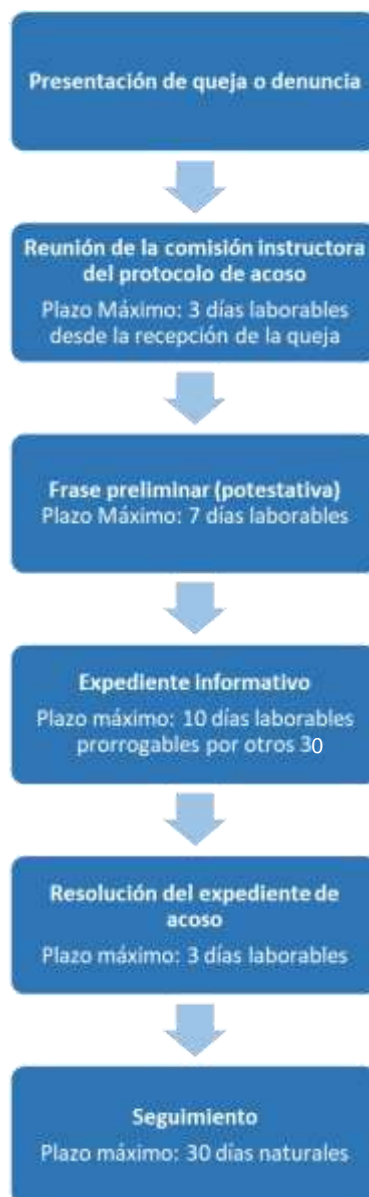 Presentación de queja o denuncia
Reunión de la comisión instructora
del protocolo de acoso
Plazo Máximo: 3 días laborables
desde la recepción de la queja
Frase preliminar (potestativa)
Plazo Máximo: 7 días laborables
Expediente informativo
Plazo máximo: 10 días laborables
prorrogables por otros 30
Resolución del expediente de
acoso
Plazo máximo: 3 días laborables
Seguimiento
Plazo máximo: 30 días naturales